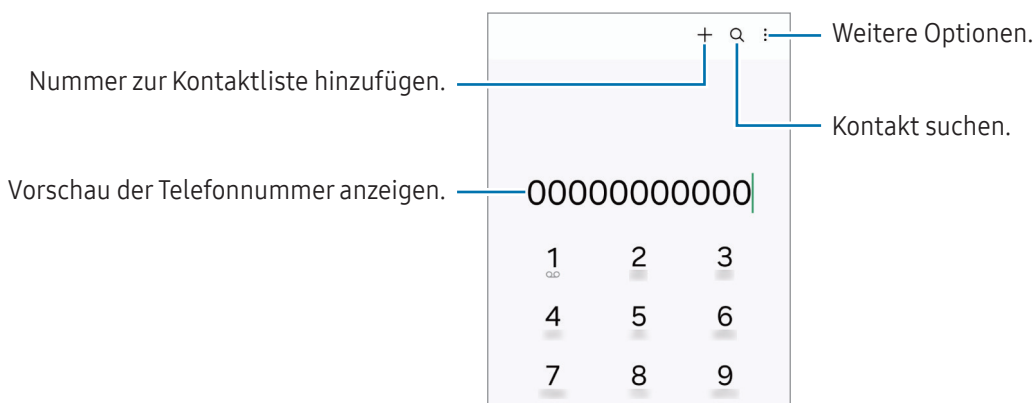 Weitere Optionen.
Nummer zur Kontaktliste hinzufügen.
Kontakt suchen.
Vorschau der Telefonnummer anzeigen.
00000000000
1 2 3
4 5 6
7 8 9